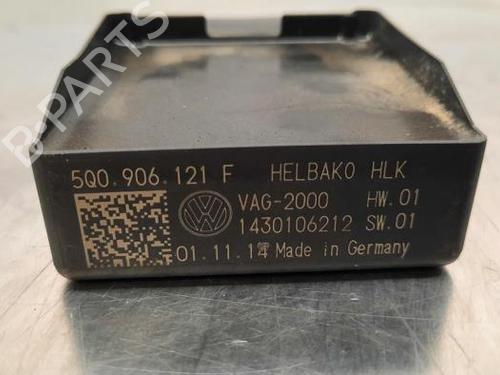 B-PARTS
5Q0.906.121 F HELBAKO HLK
VAG-2000 HW.01
1430106212 SW.01
01.11.14 Made in Germany